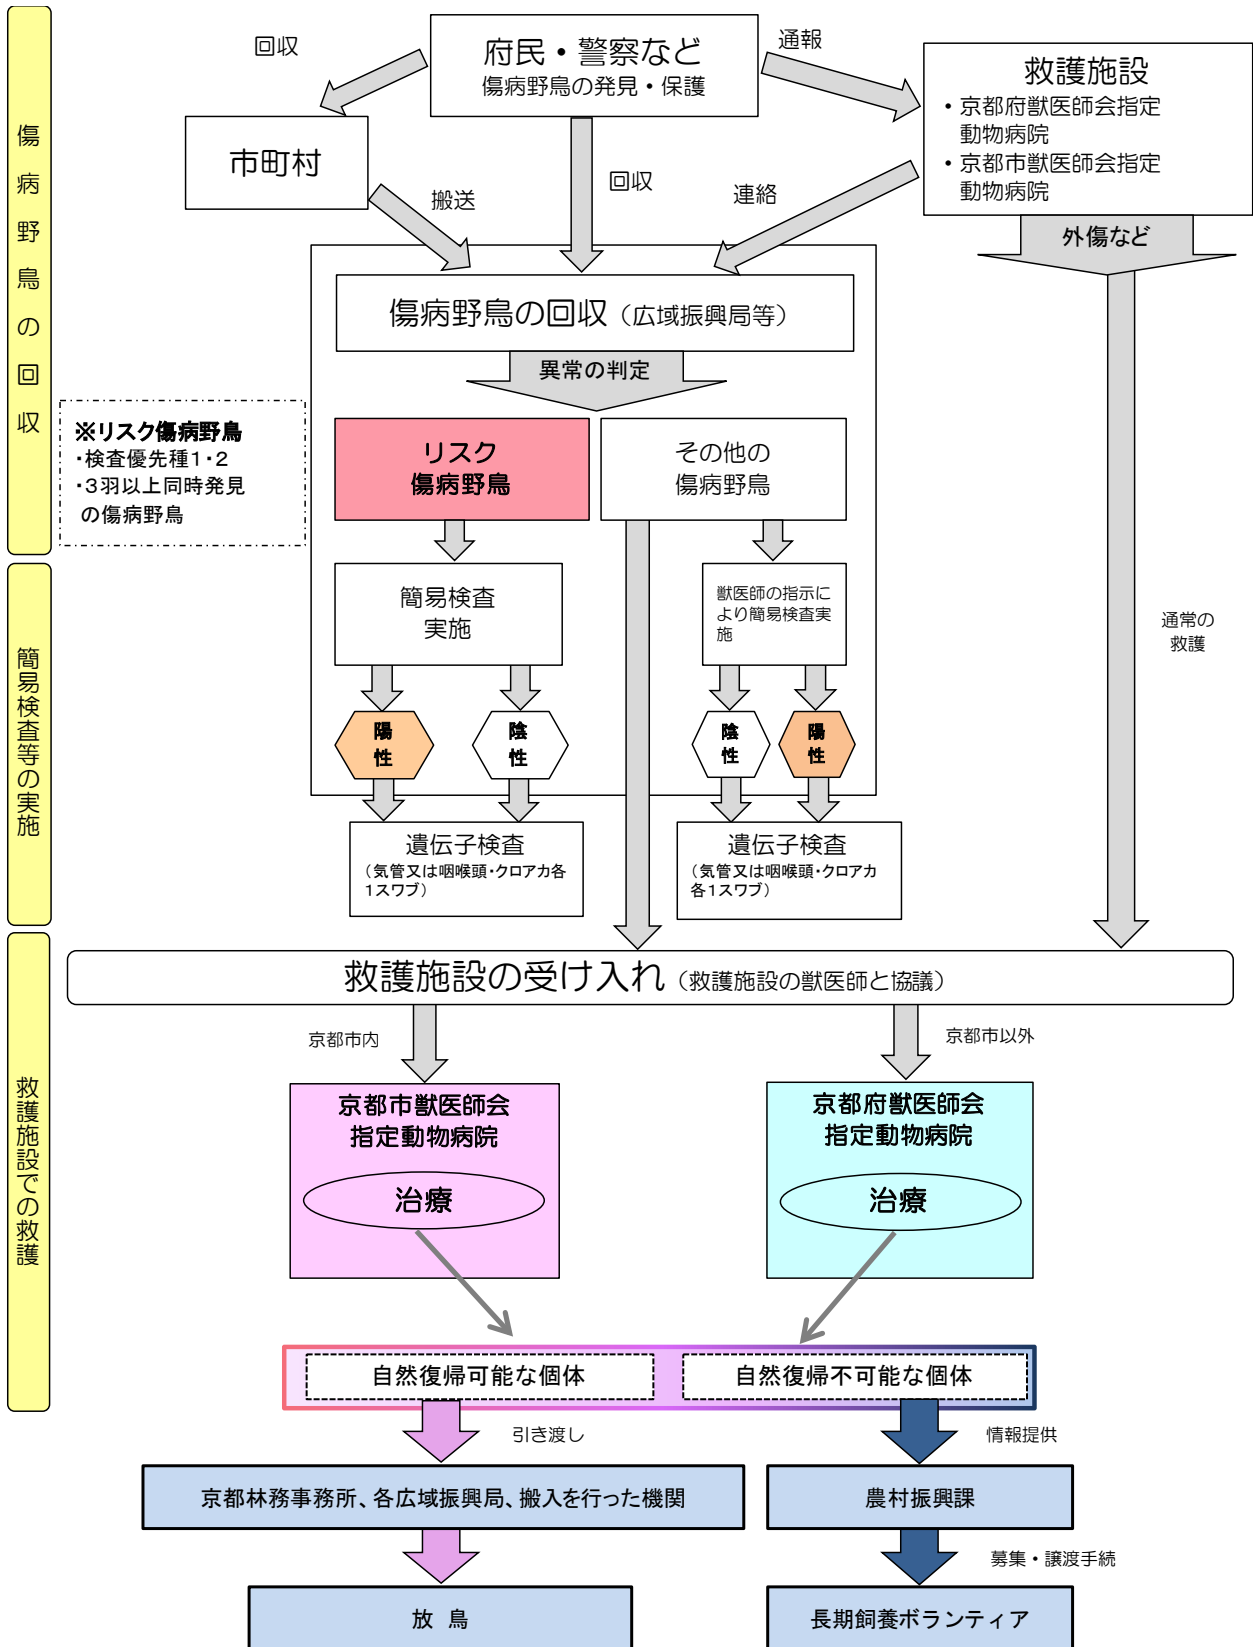 傷病野鳥の回収
回収
府民・警察など
傷病野鳥の発見・保護
通報
救護施設
・京都府獣医師会指定
動物病院
・京都市獣医師会指定
動物病院
市町村
搬送
回収
連絡
外傷など
傷病野鳥の回収（広域振興局等）
異常の判定
※リスク傷病野鳥
・検査優先種１・２
・３羽以上同時発見
の傷病野鳥
リスク
傷病野鳥
その他の
傷病野鳥
簡易検査等の実施
簡易検査
実施
獣医師の指示に
より簡易検査実
施
通常の
救護
陽
性
陰
性
陰
性
陽
性
遺伝子検査
（気管又は咽喉頭・クロアカ各
１スワブ）
遺伝子検査
（気管又は咽喉頭・クロアカ
各１スワブ）
救護施設での救護
救護施設の受け入れ（救護施設の獣医師と協議）
京都市内
京都市以外
京都市獣医師会
指定動物病院
治療
京都府獣医師会
指定動物病院
治療
自然復帰可能な個体
自然復帰不可能な個体
引き渡し
情報提供
京都林務事務所、各広域振興局、搬入を行った機関
農村振興課
募集・譲渡手続
放 鳥
長期飼養ボランティア